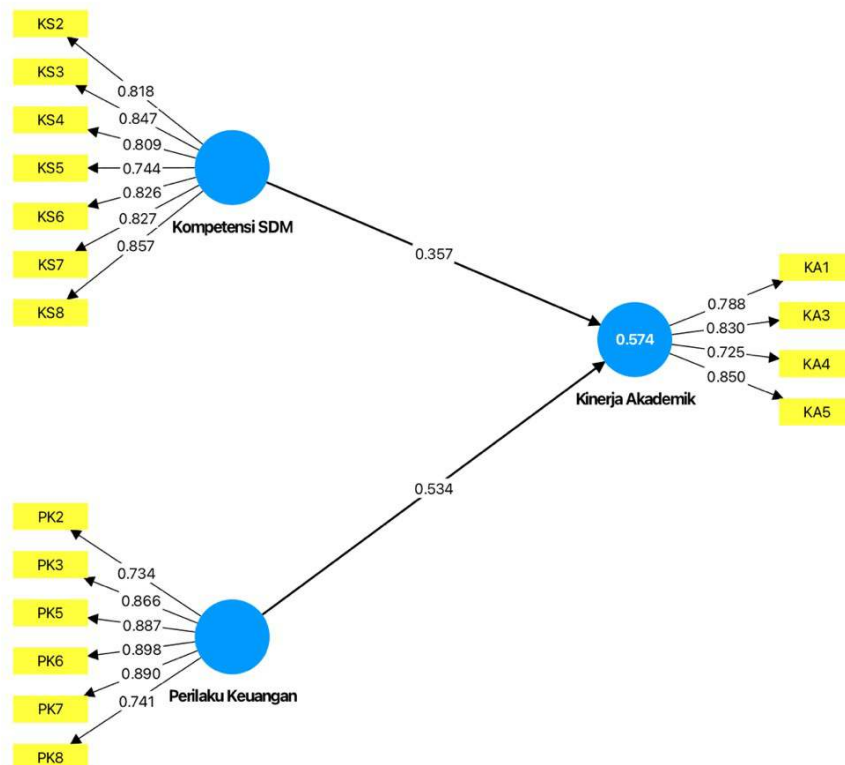 KS2
KS3
KS4
KS5
KS6
KS7
KS8
0.818
0.847
0.809
0.744
0.826
0.827
0.857
Kompetensi SDM
0.357
KA1
KA3
KA4
KA5
0.788
0.830
0.725
0.850
0.574
Kinerja Akademik
0.534
PK2
PK3
PK5
PK6
PK7
PK8
0.734
0.866
0.887
0.898
0.890
0.741
Perilaku Keuangan